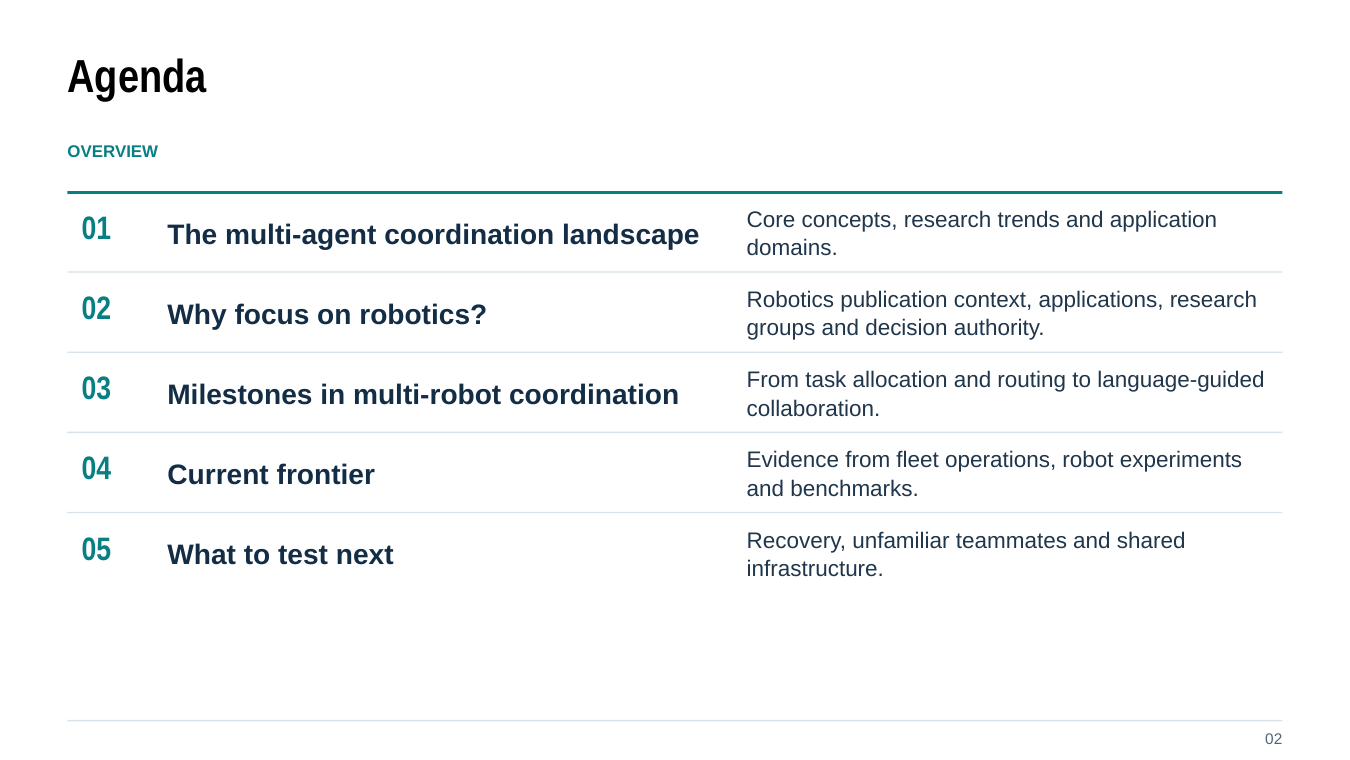 Agenda
OVERVIEW
01
The multi-agent coordination landscape
Core concepts, research trends and application
domains.
02
Why focus on robotics?
Robotics publication context, applications, research
groups and decision authority.
03
Milestones in multi-robot coordination
From task allocation and routing to language-guided
collaboration.
04
Current frontier
Evidence from fleet operations, robot experiments
and benchmarks.
05
What to test next
Recovery, unfamiliar teammates and shared
infrastructure.
02